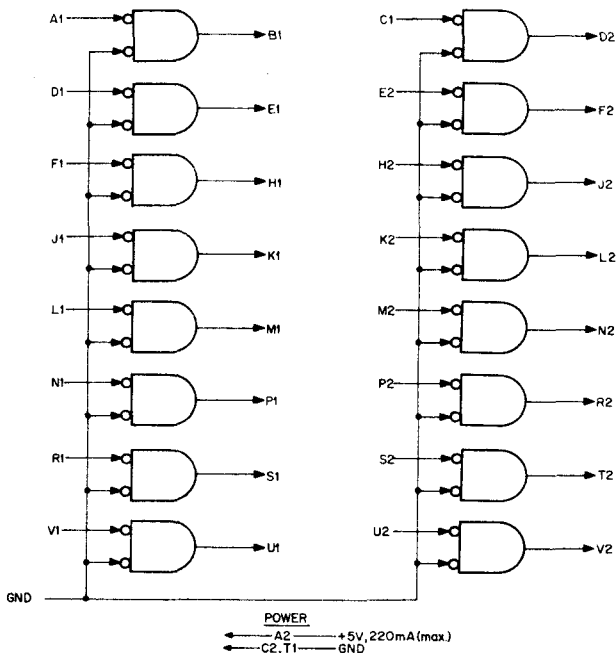 A1 B1
C1 D2
D1 E1
E2 F2
F1 H1
H2 J2
J1 K1
K2 L2
L1 M1
M2 N2
N1 P1
P2 R2
R1 S1
S2 T2
V1 U1
U2 V2
GND
POWER
A2 +5V, 220mA (max.)
C2, T1 GND